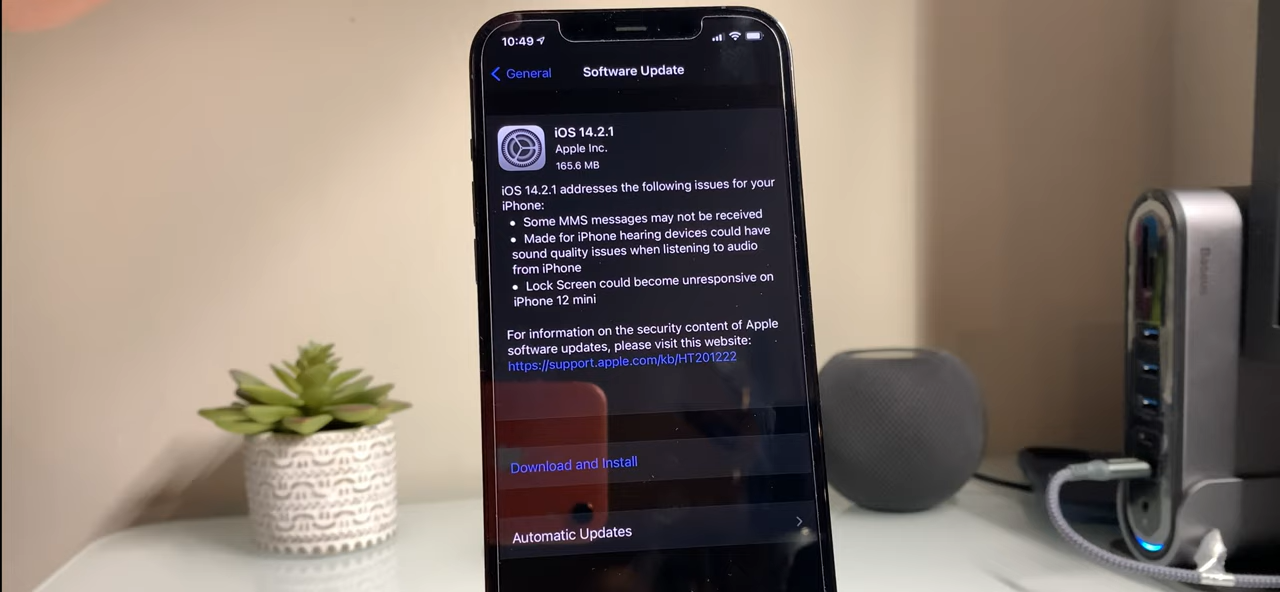 10:49
General
Software Update
iOS 14.2.1
Apple Inc.
165.6 MB
iOS 14.2.1 addresses the following issues for your
iPhone:
• Some MMS messages may not be received
• Made for iPhone hearing devices could have
sound quality issues when listening to audio
from iPhone
• Lock Screen could become unresponsive on
iPhone 12 mini
For information on the security content of Apple
software updates, please visit this website:
https://support.apple.com/kb/HT201222
Download and Install
Automatic Updates